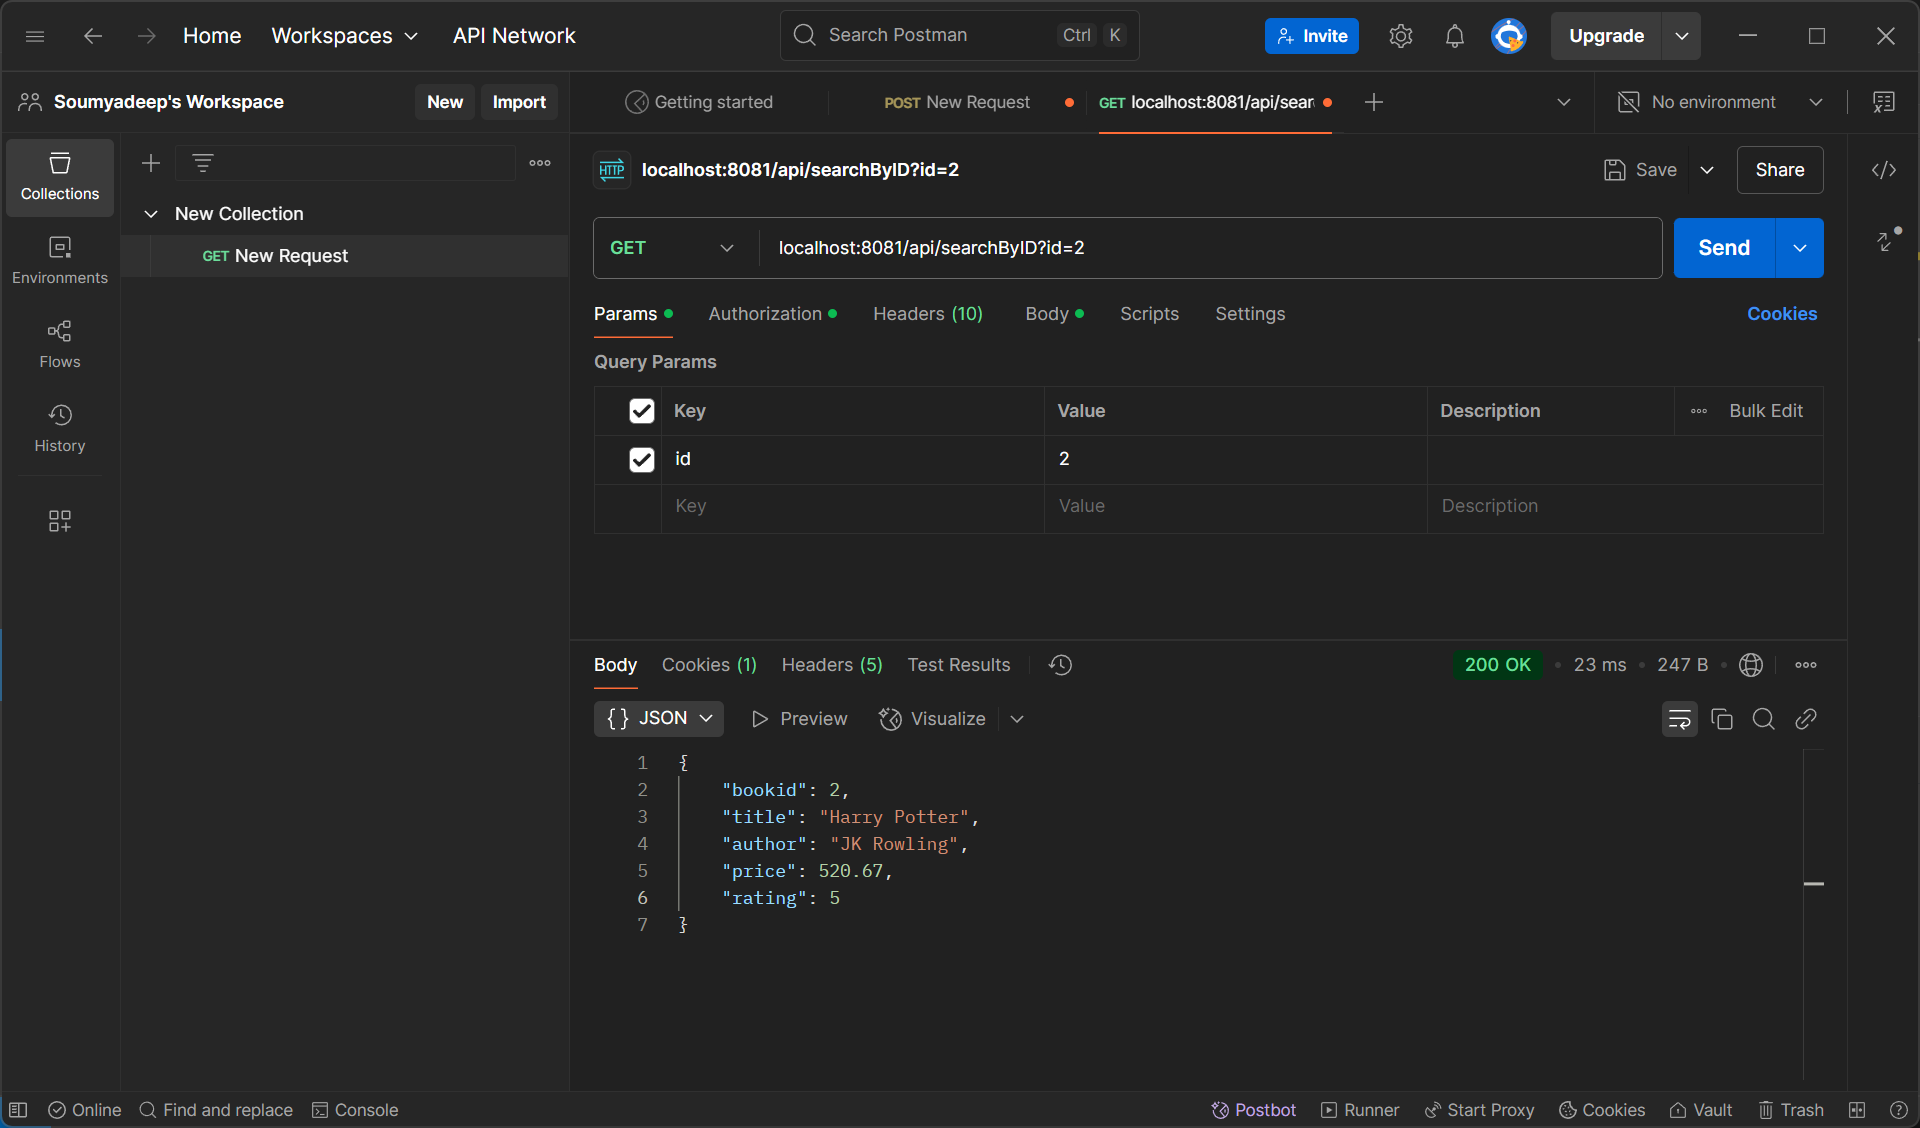 Home Workspaces API Network Search Postman Ctrl K Invite Upgrade
Soumyadeep's Workspace New Import Getting started POST New Request GET localhost:8081/api/sear No environment
HTTP localhost:8081/api/searchByID?id=2 Save Share
Collections
New Collection
GET New Request
Environments
Flows
History
GET localhost:8081/api/searchByID?id=2 Send
Params Authorization Headers (10) Body Scripts Settings Cookies
Query Params
Key Value Description Bulk Edit
id 2
Key Value Description
Body Cookies (1) Headers (5) Test Results 200 OK 23 ms 247 B
{} JSON Preview Visualize
1 {
2 "bookid": 2,
3 "title": "Harry Potter",
4 "author": "JK Rowling",
5 "price": 520.67,
6 "rating": 5
7 }
Online Find and replace Console Postbot Runner Start Proxy Cookies Vault Trash